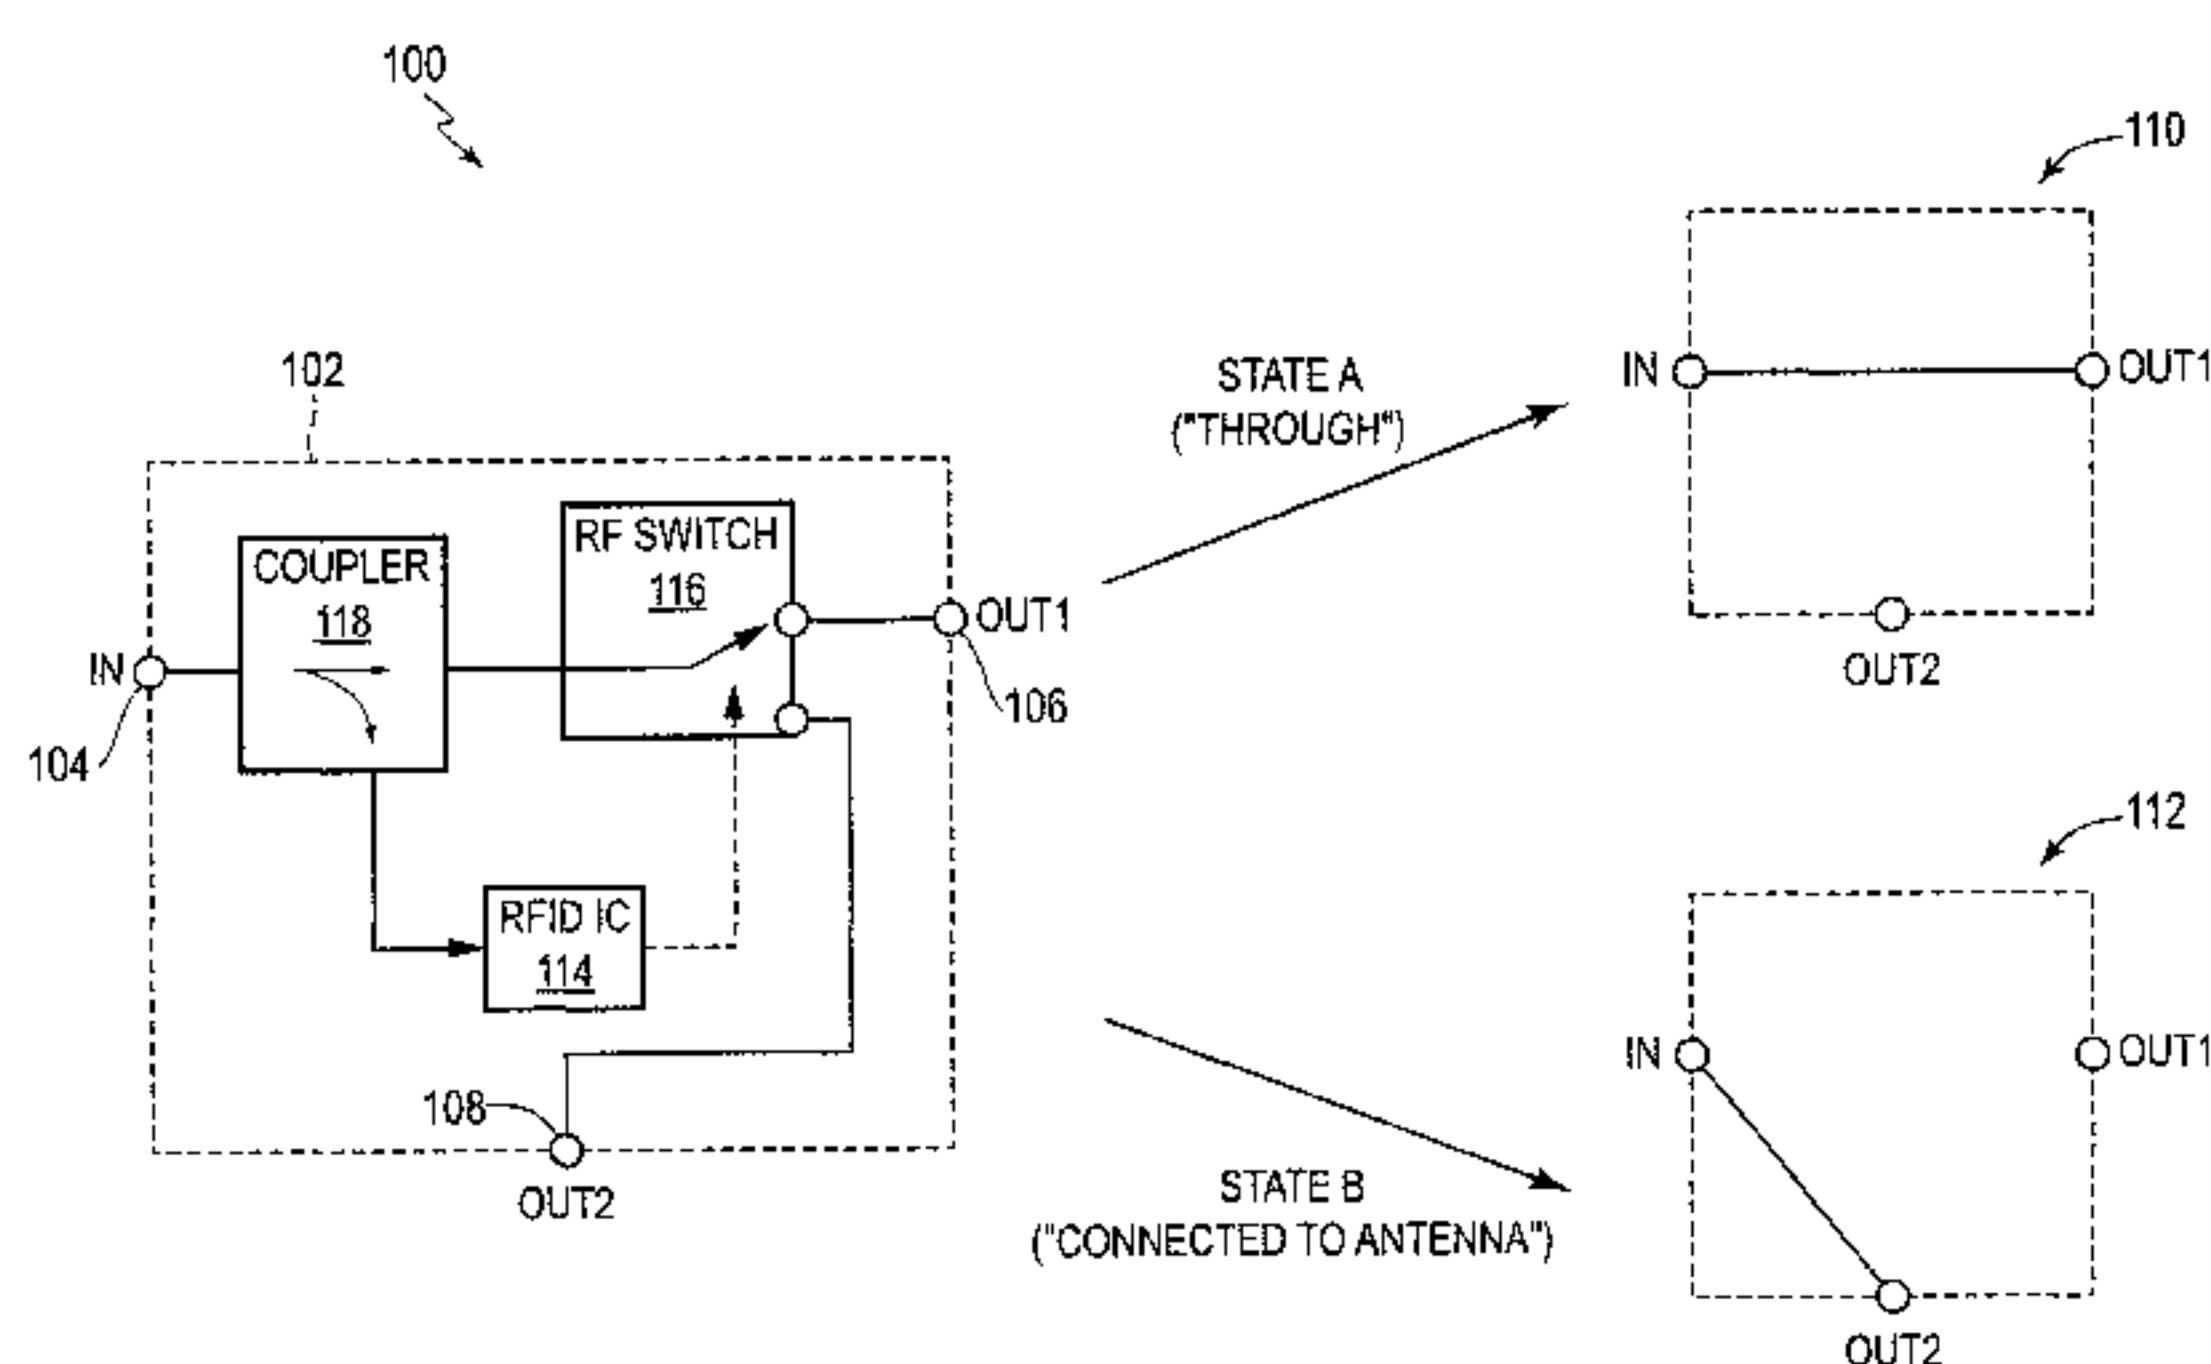 100
102
COUPLER
118
RF SWITCH
116
IN
104
OUT1
106
RFID IC
114
108
OUT2
STATE A
("THROUGH")
110
IN
OUT1
OUT2
STATE B
("CONNECTED TO ANTENNA")
112
IN
OUT1
OUT2